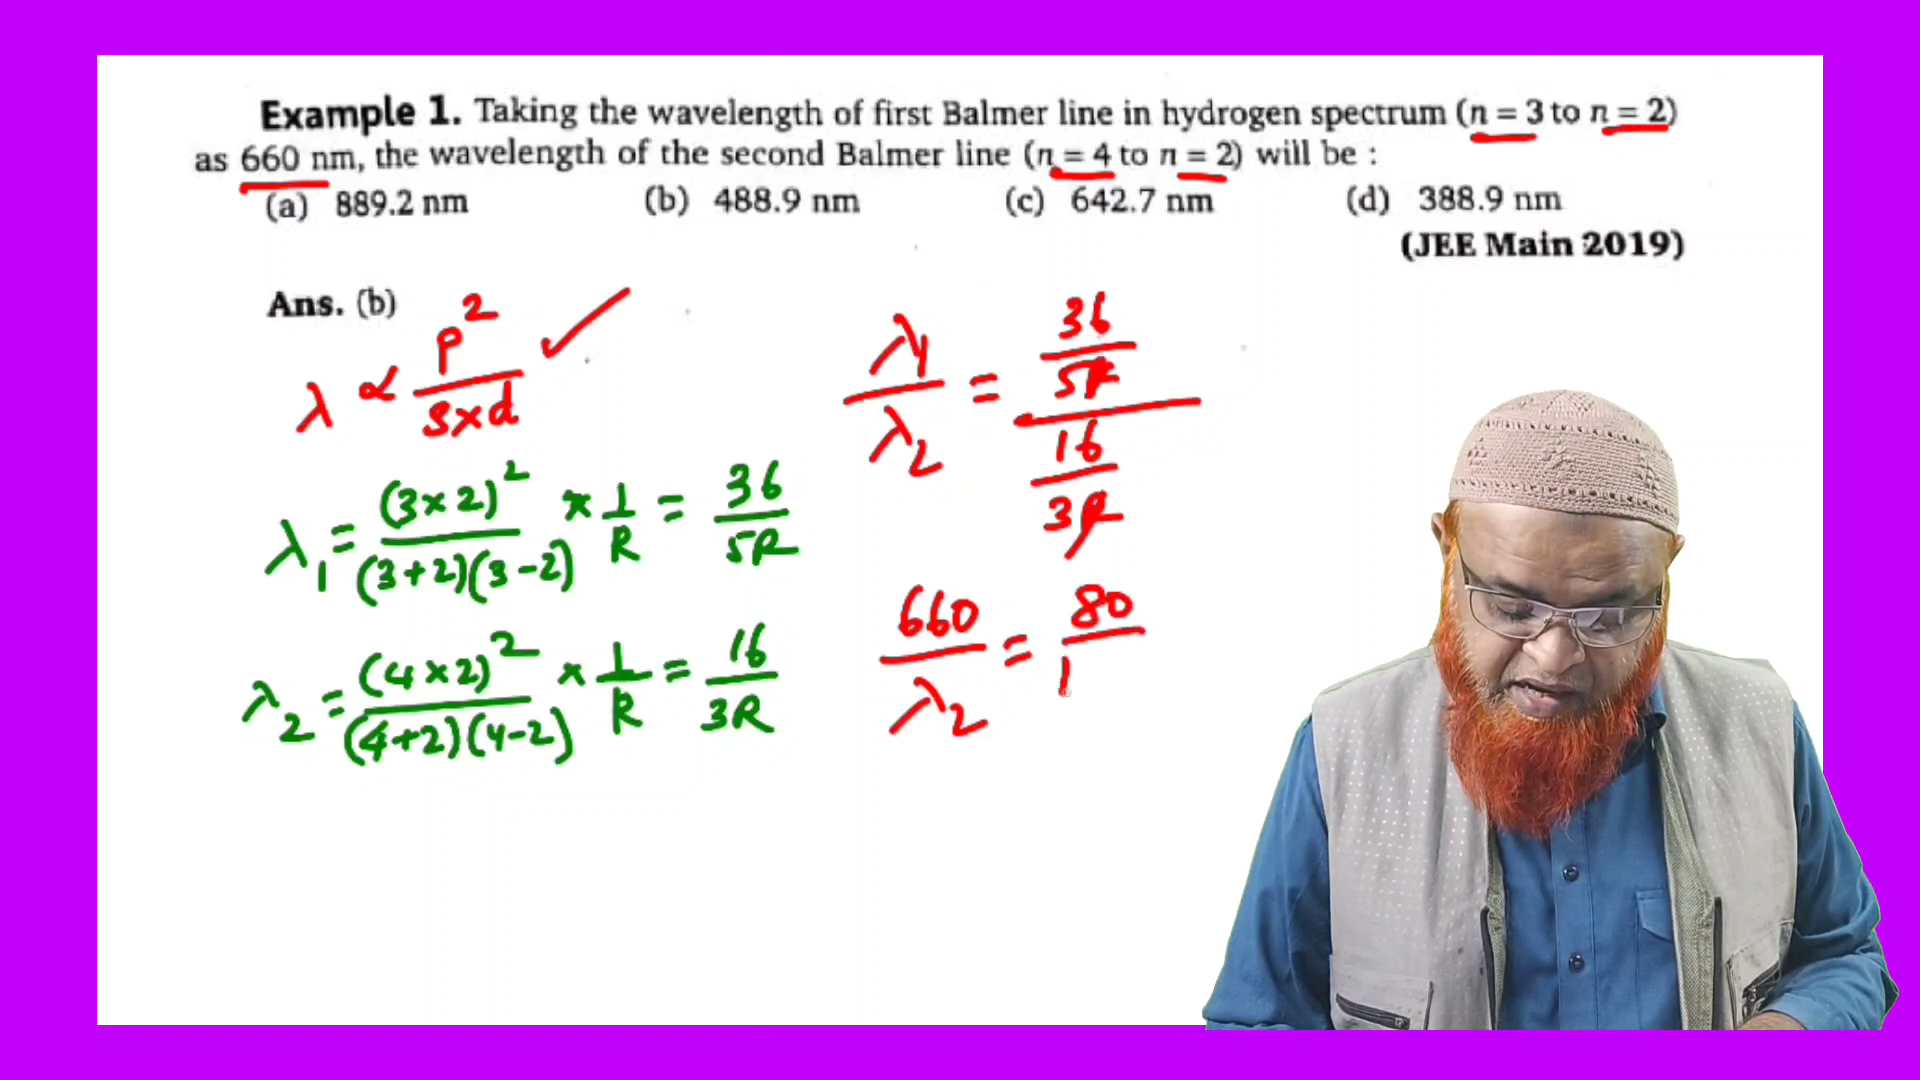 Example 1. Taking the wavelength of first Balmer line in hydrogen spectrum (n = 3 to n = 2)
as 660 nm, the wavelength of the second Balmer line (n = 4 to n = 2) will be :
(a) 889.2 nm (b) 488.9 nm (c) 642.7 nm (d) 388.9 nm
(JEE Main 2019)
Ans. (b)
λ ∝ P²/(S×d) ✓
λ₁ = (3×2)²/((3+2)(3-2)) × 1/R = 36/5R
λ₂ = (4×2)²/((4+2)(4-2)) × 1/R = 16/3R
λ1/λ2 = (36/5R)/(16/3R)
660/λ2 = 80/1